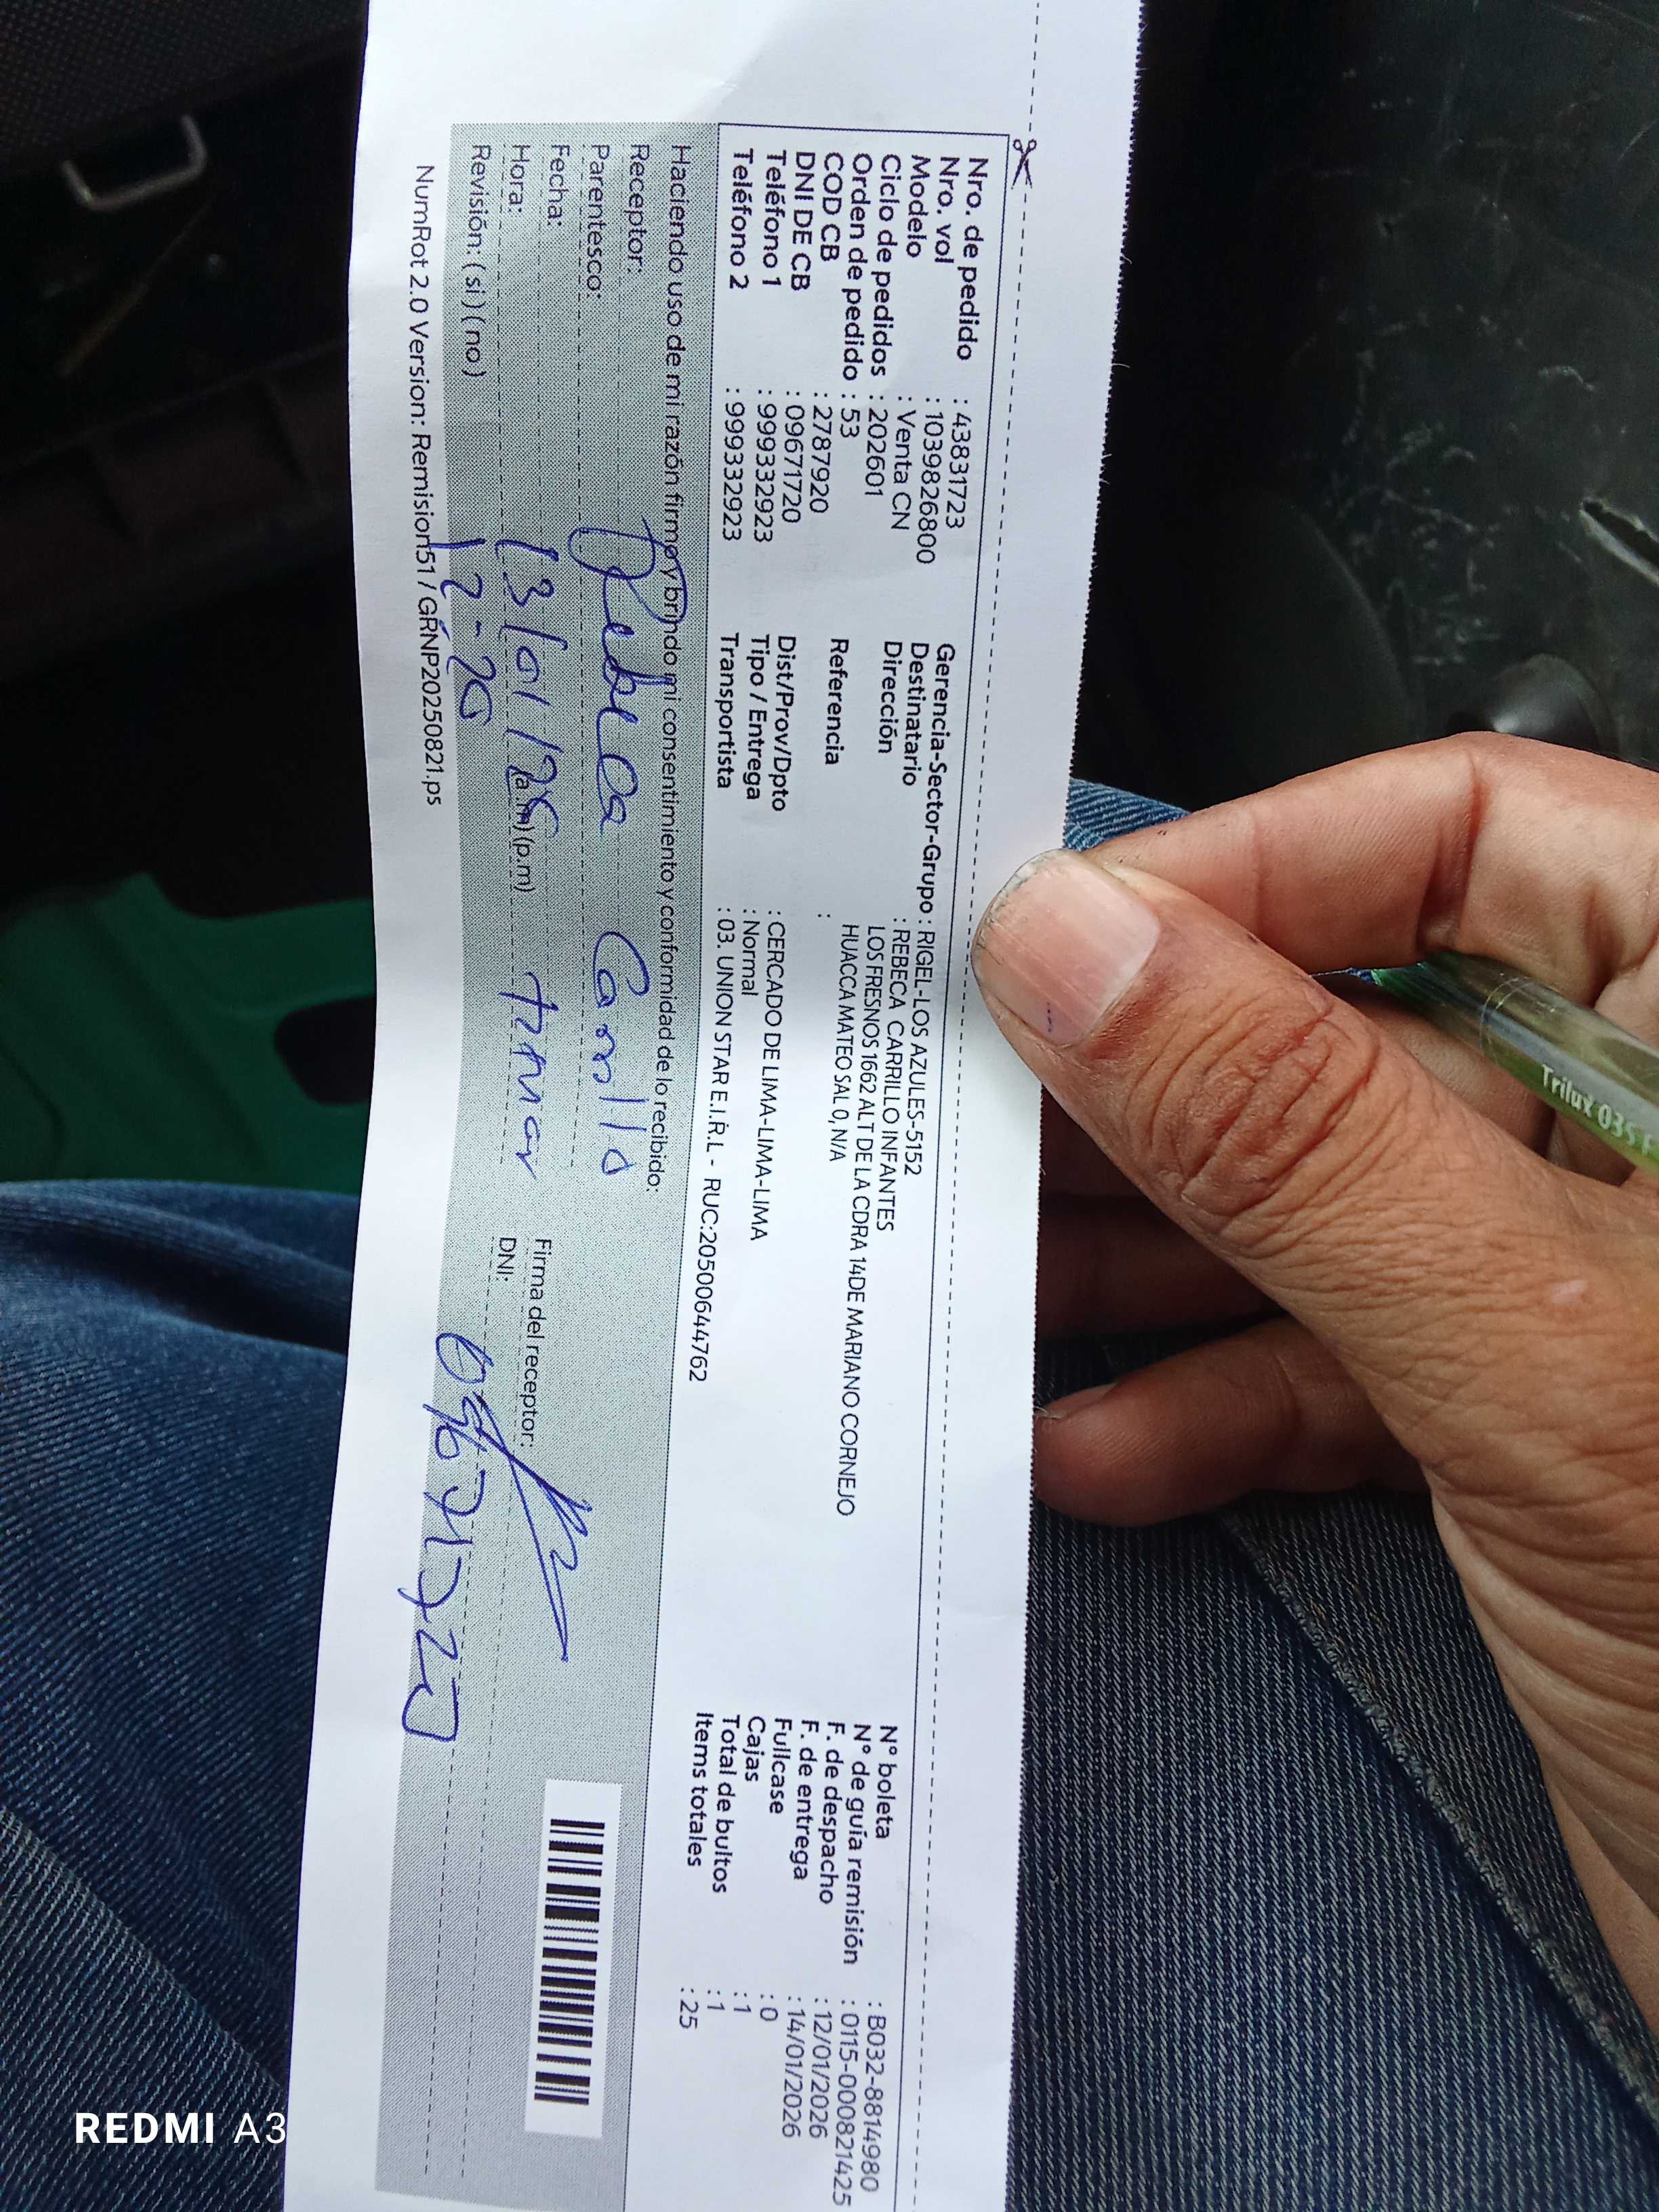 Nro. de pedido : 43831723
Nro. vol : 1039826800
Modelo : Venta CN
Ciclo de pedidos : 202601
Orden de pedido : 53
COD CB : 2787920
DNI DE CB : 09671720
Teléfono 1 : 999332923
Teléfono 2 : 999332923
Gerencia-Sector-Grupo : RIGEL-LOS AZULES-5152
Destinatario : REBECA CARRILLO INFANTES
Dirección LOS FRESNOS 1662 ALT DE LA CDRA 14DE MARIANO CORNEJO
HUACCA MATEO SAL 0, N/A
Referencia :
Dist/Prov/Dpto : CERCADO DE LIMA-LIMA-LIMA
Tipo / Entrega : Normal
Transportista : 03. UNION STAR E.I.R.L - RUC:20500644762
N° boleta : B032-8814980
N° de guía remisión : 0115-0000821425
F. de despacho : 12/01/2026
F. de entrega : 14/01/2026
Fullcase : 0
Cajas : 1
Total de bultos : 1
Items totales : 25
Haciendo uso de mi razón firmo y brindo mi consentimiento y conformidad de lo recibido:
Receptor: Rebeca Carrillo
Parentesco:
Fecha: 13/01/26
Hora: 12-20 (a.m) (p.m)
Revisión: ( si ) ( no )
Firma del receptor:
DNI: 09671720
NumRot 2.0 Version: Remision51 / GRNP20250821.ps
Trilux 035
REDMI A3